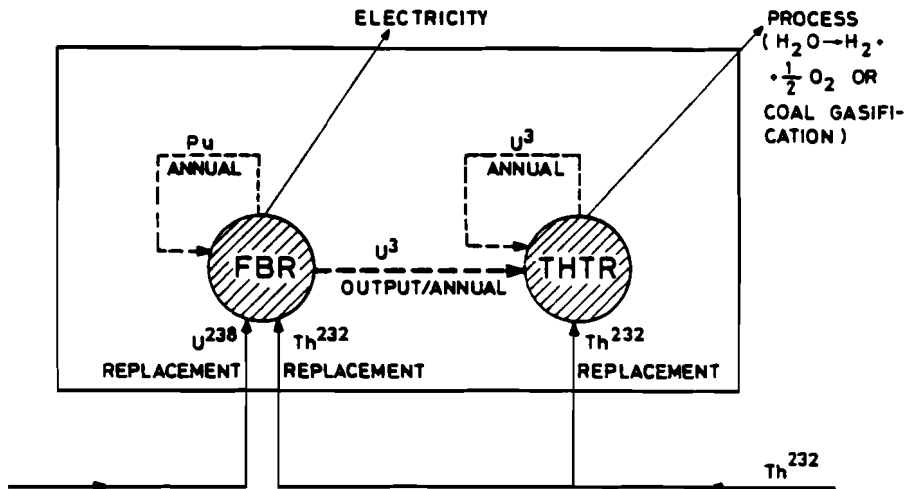 ELECTRICITY
PROCESS
(H₂O→H₂ •
• ½ O₂ OR
COAL GASIFI-
CATION)
Pu
ANNUAL
U³
ANNUAL
FBR
U³
OUTPUT/ANNUAL
THTR
U²³⁸
REPLACEMENT
Th²³²
REPLACEMENT
Th²³²
REPLACEMENT
Th²³²